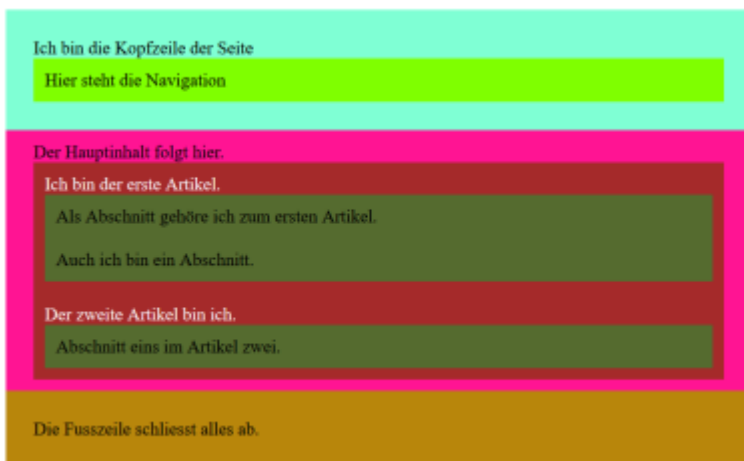 Ich bin die Kopfzeile der Seite
Hier steht die Navigation
Der Hauptinhalt folgt hier.
Ich bin der erste Artikel.
Als Abschnitt gehöre ich zum ersten Artikel.
Auch ich bin ein Abschnitt.
Der zweite Artikel bin ich.
Abschnitt eins im Artikel zwei.
Die Fusszeile schliesst alles ab.